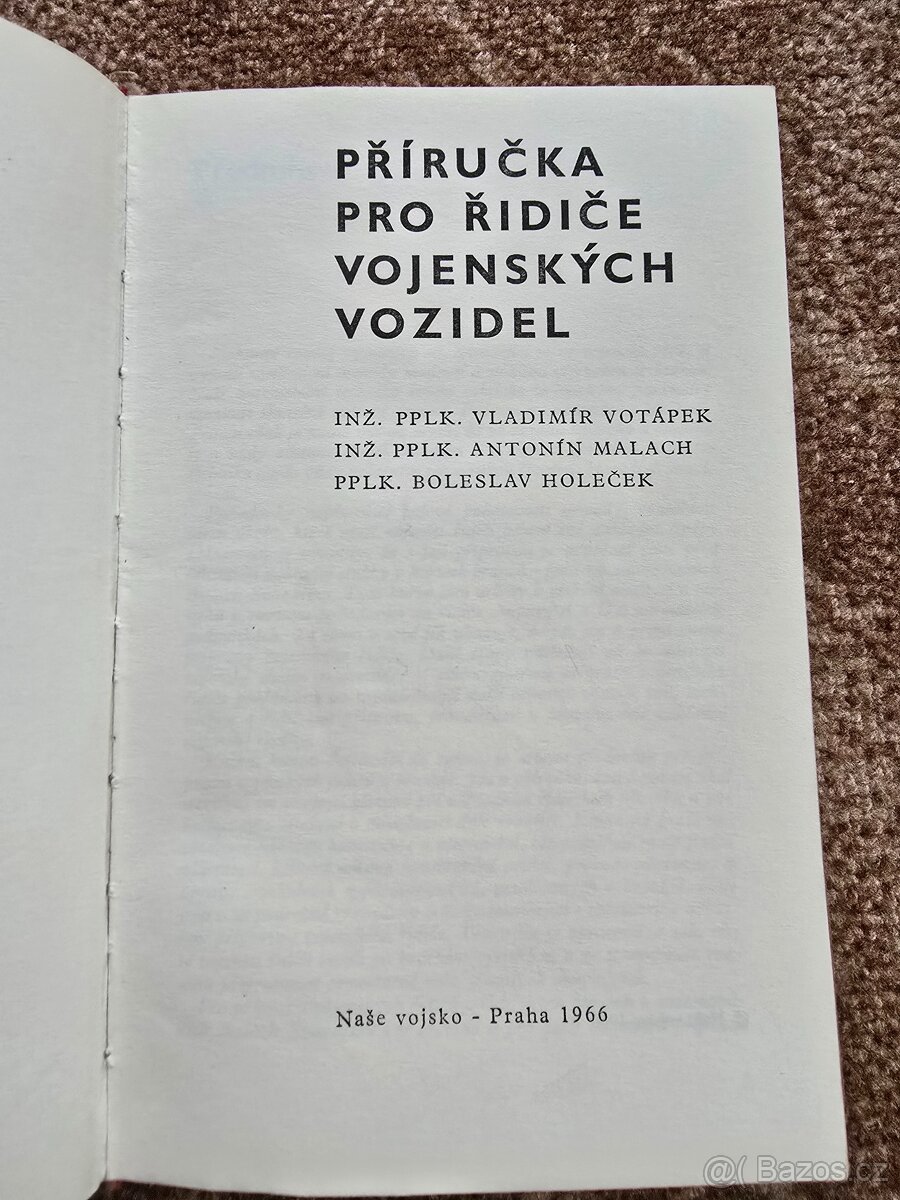 PŘÍRUČKA
PRO ŘIDIČE
VOJENSKÝCH
VOZIDEL
INŽ. PPLK. VLADIMÍR VOTÁPEK
INŽ. PPLK. ANTONÍN MALACH
PPLK. BOLESLAV HOLEČEK
Naše vojsko - Praha 1966
@( Bazos.cz